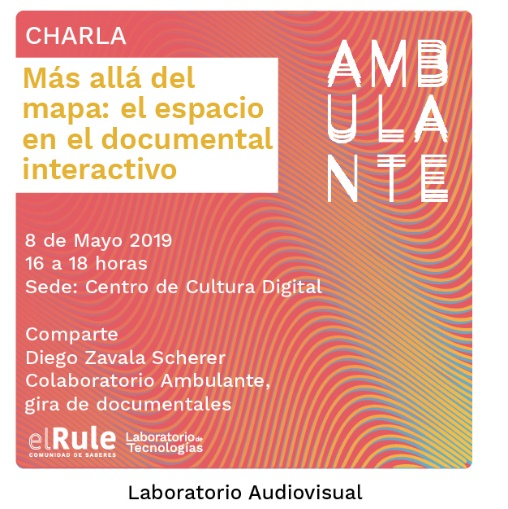 CHARLA
Más allá del
mapa: el espacio
en el documental
interactivo
AMB
ULA
NTE
8 de Mayo 2019
16 a 18 horas
Sede: Centro de Cultura Digital
Comparte
Diego Zavala Scherer
Colaboratorio Ambulante,
gira de documentales
elRule
COMUNIDAD DE SABERES
Laboratorio de
Tecnologías
Laboratorio Audiovisual